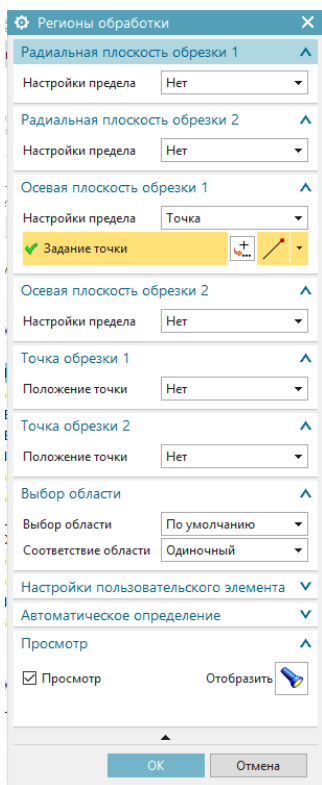 Регионы обработки
Радиальная плоскость обрезки 1
Настройки предела Нет
Радиальная плоскость обрезки 2
Настройки предела Нет
Осевая плоскость обрезки 1
Настройки предела Точка
Задание точки
Осевая плоскость обрезки 2
Настройки предела Нет
Точка обрезки 1
Положение точки Нет
Точка обрезки 2
Положение точки Нет
Выбор области
Выбор области По умолчанию
Соответствие области Одиночный
Настройки пользовательского элемента
Автоматическое определение
Просмотр
Просмотр Отобразить
ОК Отмена